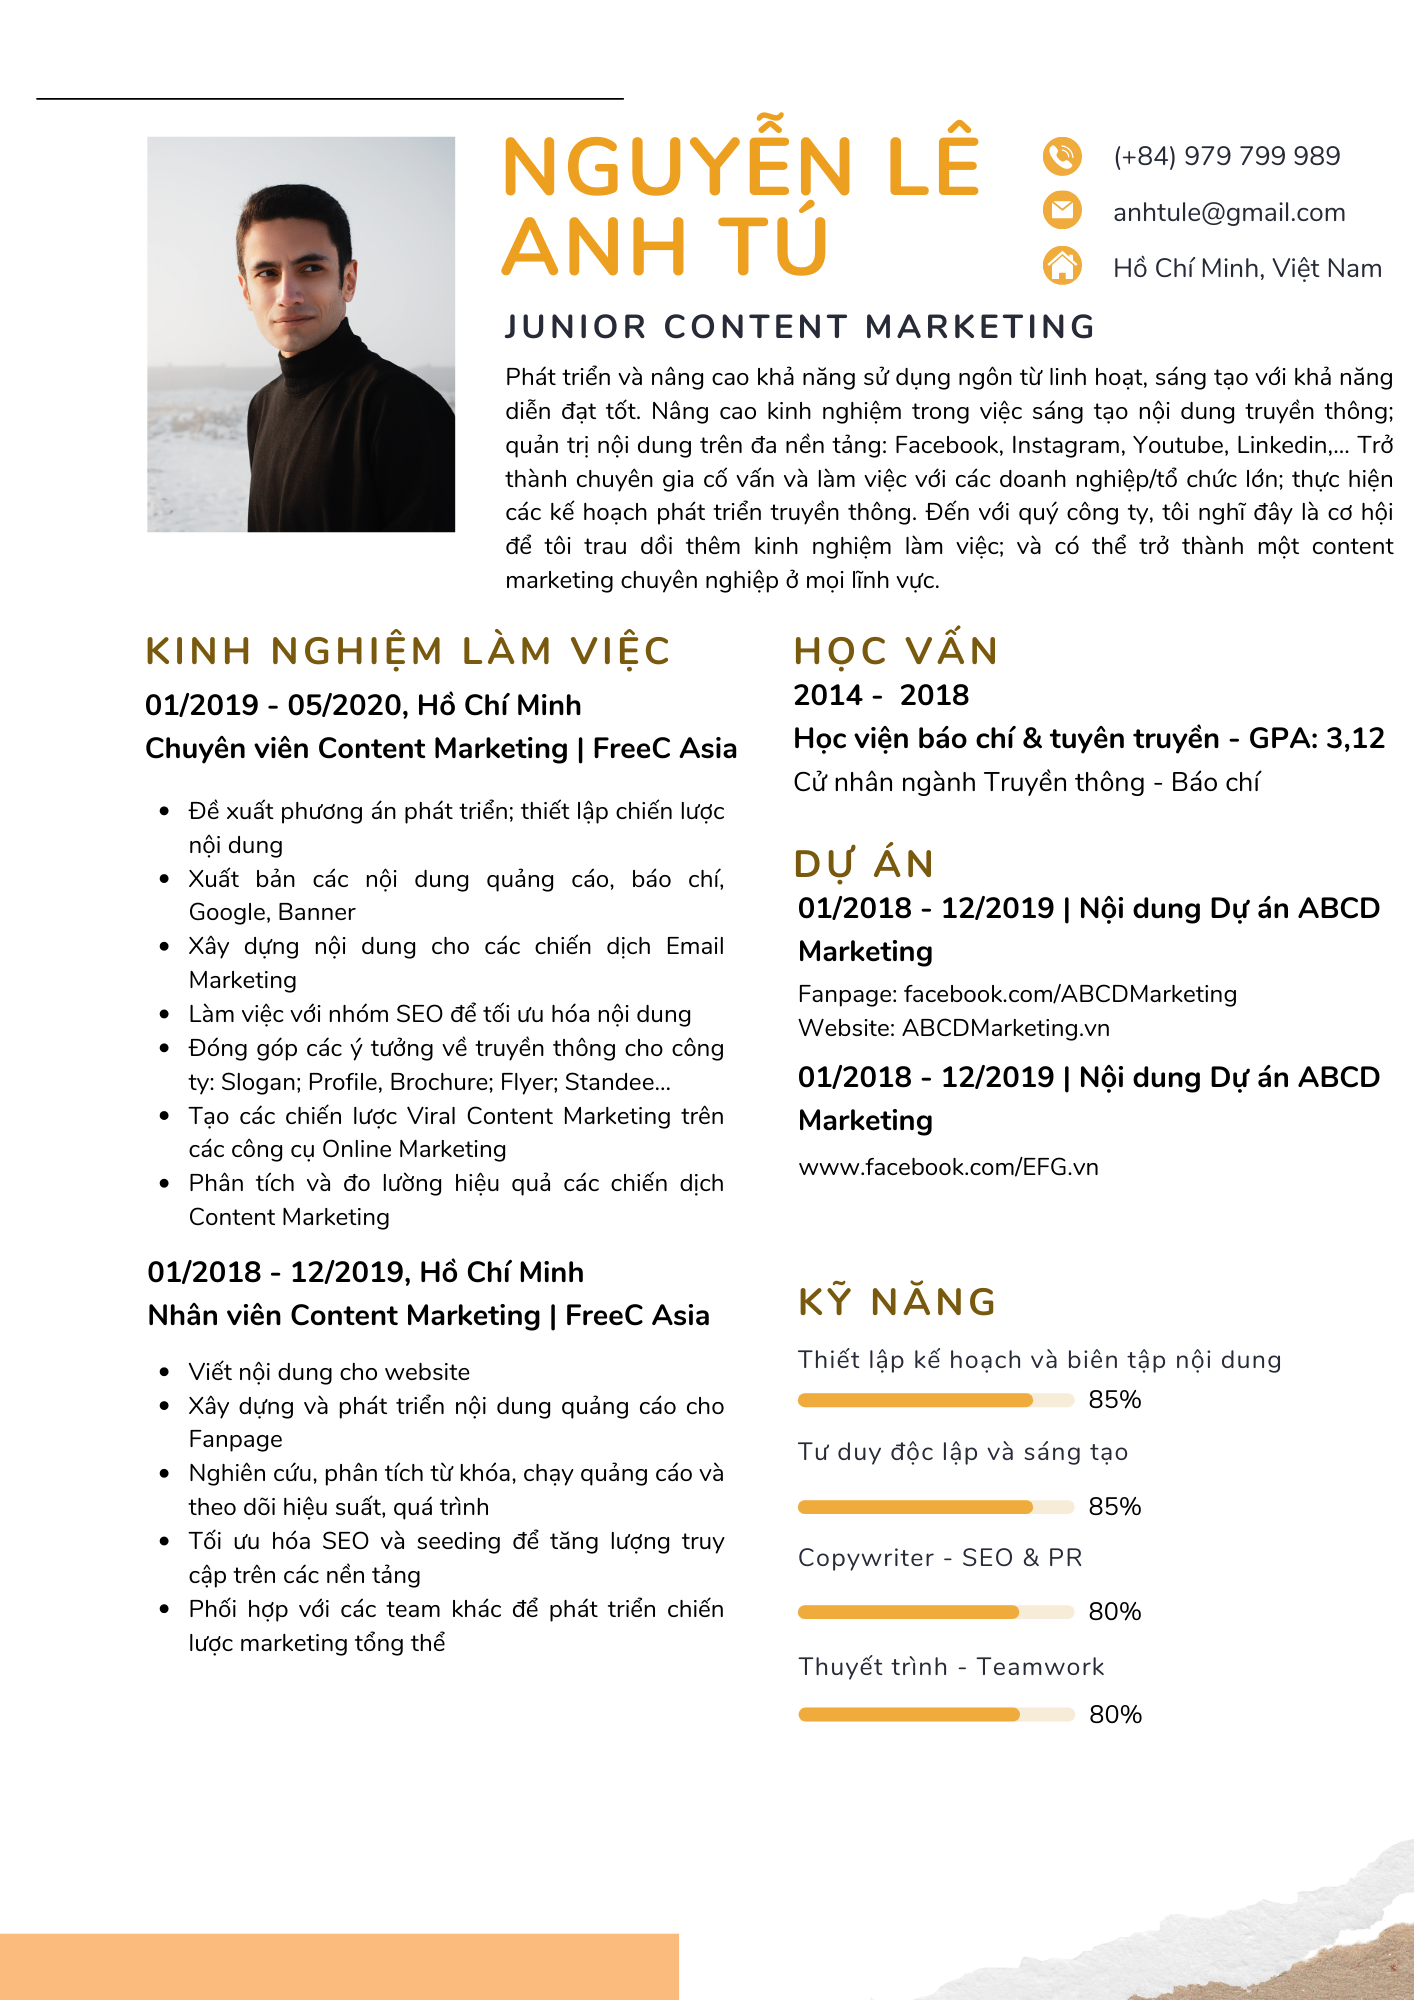 NGUYỄN LÊ
ANH TÚ
(+84) 979 799 989
anhtule@gmail.com
Hồ Chí Minh, Việt Nam
JUNIOR CONTENT MARKETING
Phát triển và nâng cao khả năng sử dụng ngôn từ linh hoạt, sáng tạo với khả năng
diễn đạt tốt. Nâng cao kinh nghiệm trong việc sáng tạo nội dung truyền thông;
quản trị nội dung trên đa nền tảng: Facebook, Instagram, Youtube, Linkedin,... Trở
thành chuyên gia cố vấn và làm việc với các doanh nghiệp/tổ chức lớn; thực hiện
các kế hoạch phát triển truyền thông. Đến với quý công ty, tôi nghĩ đây là cơ hội
để tôi trau dồi thêm kinh nghiệm làm việc; và có thể trở thành một content
marketing chuyên nghiệp ở mọi lĩnh vực.
KINH NGHIỆM LÀM VIỆC
01/2019 - 05/2020, Hồ Chí Minh
Chuyên viên Content Marketing | FreeC Asia
• Đề xuất phương án phát triển; thiết lập chiến lược
nội dung
• Xuất bản các nội dung quảng cáo, báo chí,
Google, Banner
• Xây dựng nội dung cho các chiến dịch Email
Marketing
• Làm việc với nhóm SEO để tối ưu hóa nội dung
• Đóng góp các ý tưởng về truyền thông cho công
ty: Slogan; Profile, Brochure; Flyer; Standee...
• Tạo các chiến lược Viral Content Marketing trên
các công cụ Online Marketing
• Phân tích và đo lường hiệu quả các chiến dịch
Content Marketing
01/2018 - 12/2019, Hồ Chí Minh
Nhân viên Content Marketing | FreeC Asia
• Viết nội dung cho website
• Xây dựng và phát triển nội dung quảng cáo cho
Fanpage
• Nghiên cứu, phân tích từ khóa, chạy quảng cáo và
theo dõi hiệu suất, quá trình
• Tối ưu hóa SEO và seeding để tăng lượng truy
cập trên các nền tảng
• Phối hợp với các team khác để phát triển chiến
lược marketing tổng thể
HỌC VẤN
2014 - 2018
Học viện báo chí & tuyên truyền - GPA: 3,12
Cử nhân ngành Truyền thông - Báo chí
DỰ ÁN
01/2018 - 12/2019 | Nội dung Dự án ABCD
Marketing
Fanpage: facebook.com/ABCDMarketing
Website: ABCDMarketing.vn
01/2018 - 12/2019 | Nội dung Dự án ABCD
Marketing
www.facebook.com/EFG.vn
KỸ NĂNG
Thiết lập kế hoạch và biên tập nội dung
85%
Tư duy độc lập và sáng tạo
85%
Copywriter - SEO & PR
80%
Thuyết trình - Teamwork
80%